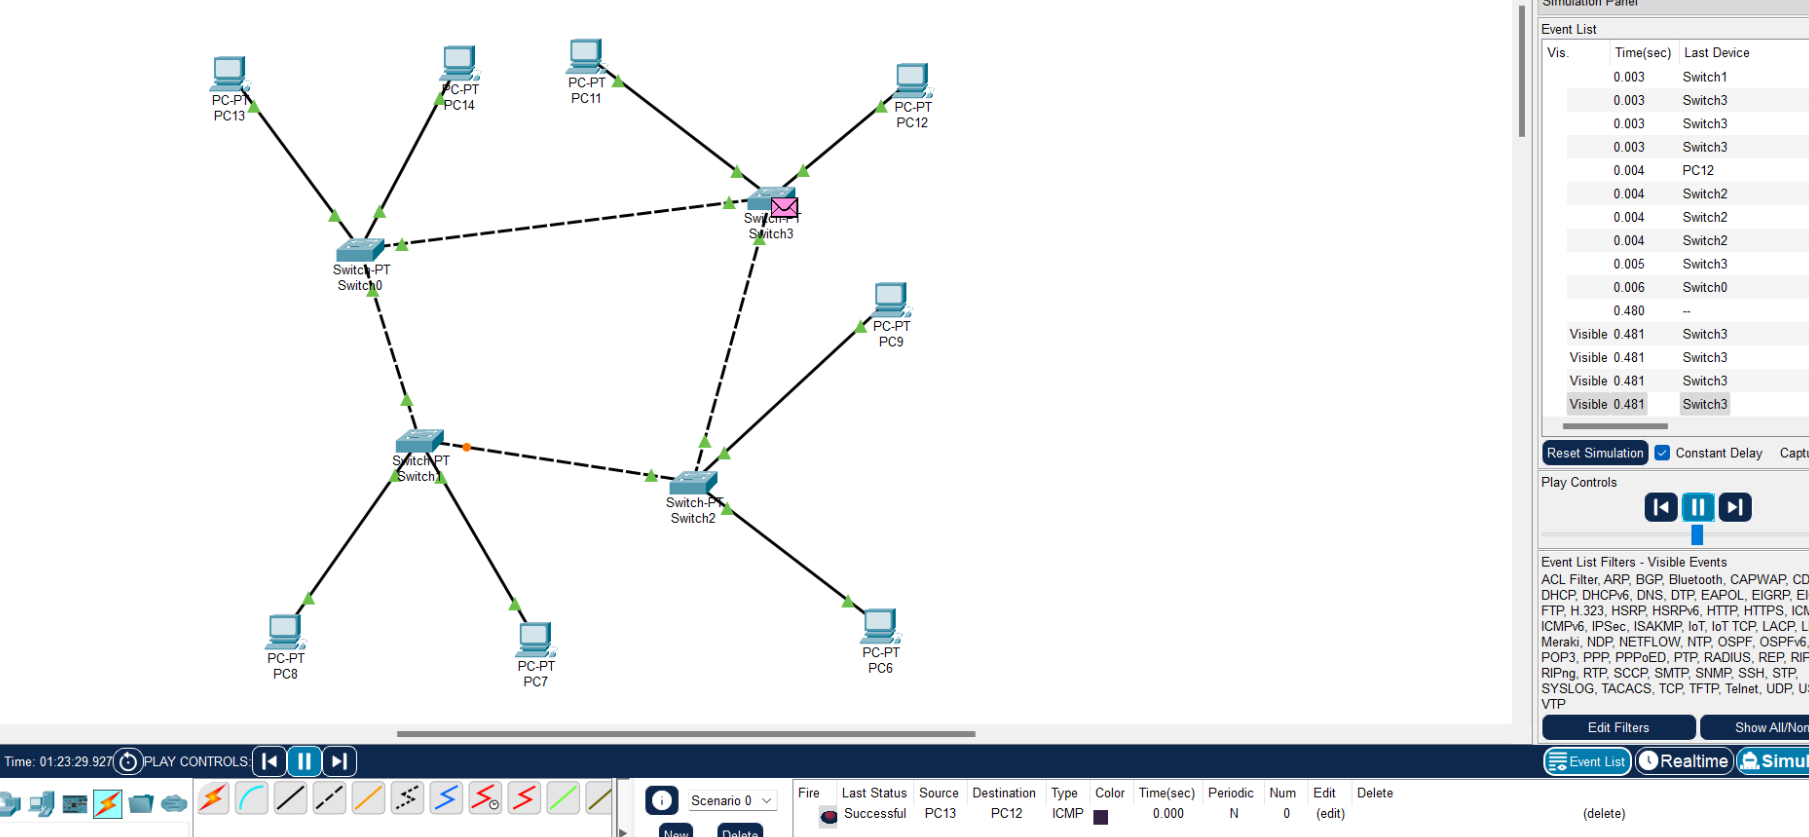 Simulation Panel
Event List
Vis. Time(sec) Last Device
0.003 Switch1
0.003 Switch3
0.003 Switch3
0.003 Switch3
0.004 PC12
0.004 Switch2
0.004 Switch2
0.004 Switch2
0.005 Switch3
0.006 Switch0
0.480 --
Visible 0.481 Switch3
Visible 0.481 Switch3
Visible 0.481 Switch3
Visible 0.481 Switch3
Reset Simulation Constant Delay Captu
Play Controls
Event List Filters - Visible Events
ACL Filter, ARP, BGP, Bluetooth, CAPWAP, CD
DHCP, DHCPv6, DNS, DTP, EAPOL, EIGRP, EI
FTP, H.323, HSRP, HSRPv6, HTTP, HTTPS, ICM
ICMPv6, IPSec, ISAKMP, IoT, IoT TCP, LACP, L
Meraki, NDP, NETFLOW, NTP, OSPF, OSPFv6,
POP3, PPP, PPPoED, PTP, RADIUS, REP, RIP
RIPng, RTP, SCCP, SMTP, SNMP, SSH, STP,
SYSLOG, TACACS, TCP, TFTP, Telnet, UDP, U
VTP
Edit Filters Show All/Non
PC-PT
PC13
PC-PT
PC14
PC-PT
PC11
PC-PT
PC12
Switch-PT
Switch3
Switch-PT
Switch0
PC-PT
PC9
Switch-PT
Switch1
Switch-PT
Switch2
PC-PT
PC8
PC-PT
PC7
PC-PT
PC6
Time: 01:23:29.927 PLAY CONTROLS:
Event List Realtime Simul
Scenario 0
New Delete
Fire Last Status Source Destination Type Color Time(sec) Periodic Num Edit Delete
Successful PC13 PC12 ICMP 0.000 N 0 (edit) (delete)